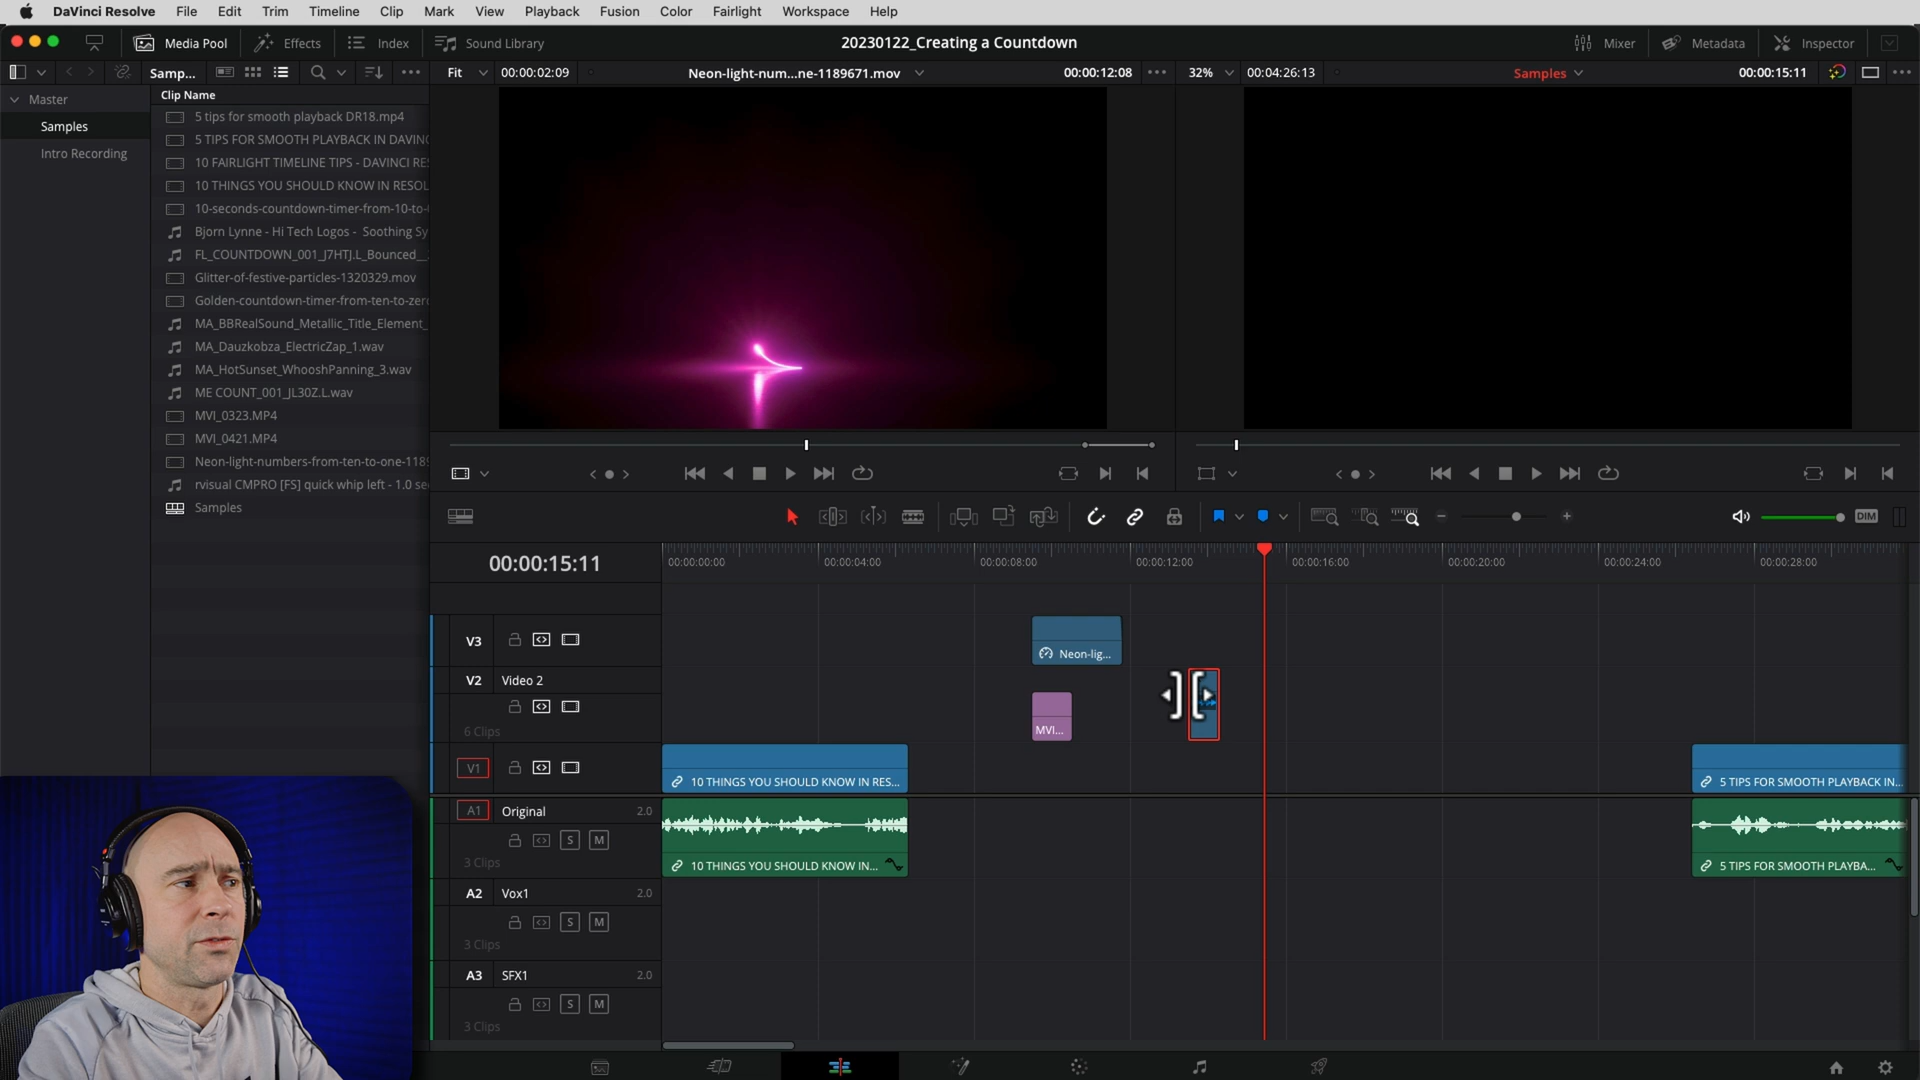 DaVinci Resolve File Edit Trim Timeline Clip Mark View Playback Fusion Color Fairlight Workspace Help
Media Pool Effects Index Sound Library 20230122_Creating a Countdown Mixer Metadata Inspector
Samp... Fit 00:00:02:09 Neon-light-num...ne-1189671.mov 00:00:12:08 32% 00:04:26:13 Samples 00:00:15:11
Master
Samples
Intro Recording
Clip Name
5 tips for smooth playback DR18.mp4
5 TIPS FOR SMOOTH PLAYBACK IN DAVINC
10 FAIRLIGHT TIMELINE TIPS - DAVINCI RES
10 THINGS YOU SHOULD KNOW IN RESOL
10-seconds-countdown-timer-from-10-to-
Bjorn Lynne - Hi Tech Logos - Soothing Sy
FL_COUNTDOWN_001_J7HTJ.L_Bounced_
Glitter-of-festive-particles-1320329.mov
Golden-countdown-timer-from-ten-to-zero
MA_BBRealSound_Metallic_Title_Element_
MA_Dauzkobza_ElectricZap_1.wav
MA_HotSunset_WhooshPanning_3.wav
ME COUNT_001_JL30Z.L.wav
MVI_0323.MP4
MVI_0421.MP4
Neon-light-numbers-from-ten-to-one-1189
rvisual CMPRO [FS] quick whip left - 1.0 se
Samples
DIM
00:00:15:11 00:00:00:00 00:00:04:00 00:00:08:00 00:00:12:00 00:00:16:00 00:00:20:00 00:00:24:00 00:00:28:00
V3
Neon-lig...
V2 Video 2
6 Clips
MVI...
V1
10 THINGS YOU SHOULD KNOW IN RES... 5 TIPS FOR SMOOTH PLAYBACK IN...
A1 Original 2.0
S M
3 Clips
10 THINGS YOU SHOULD KNOW IN... 5 TIPS FOR SMOOTH PLAYBA...
A2 Vox1 2.0
S M
3 Clips
A3 SFX1 2.0
S M
3 Clips